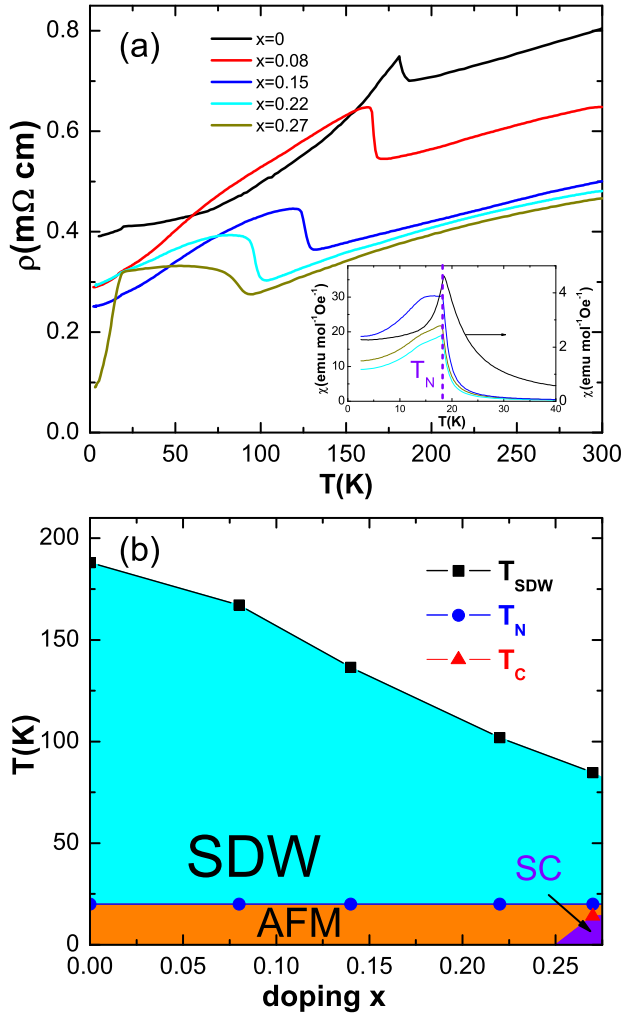 (a)
x=0
x=0.08
x=0.15
x=0.22
x=0.27
ρ(mΩ cm)
0.8
0.6
0.4
0.2
0.0
0 50 100 150 200 250 300
T(K)
χ(emu mol⁻¹Oe⁻¹)
30
20
10
0
T_N
4
2
0
χ(emu mol⁻¹Oe⁻¹)
0 10 20 30 40
T(K)
(b)
T_SDW
T_N
T_C
T(K)
200
150
100
50
0
SDW
SC
AFM
0.00 0.05 0.10 0.15 0.20 0.25
doping x